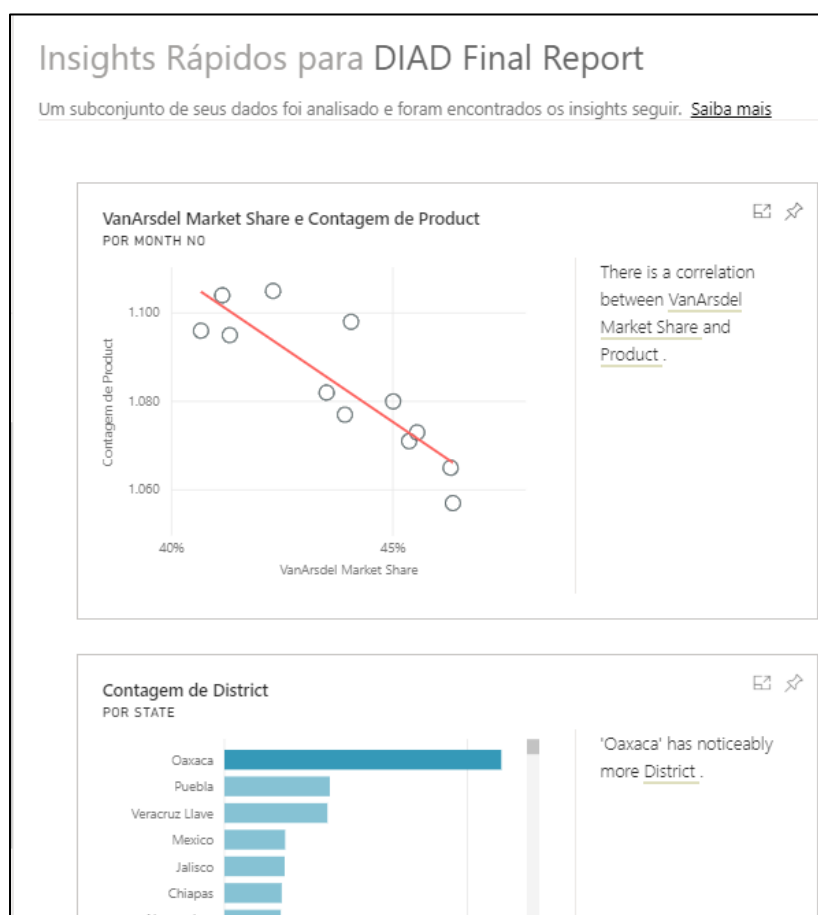 Insights Rápidos para DIAD Final Report
Um subconjunto de seus dados foi analisado e foram encontrados os insights seguir. Saiba mais
VanArsdel Market Share e Contagem de Product
POR MONTH NO
There is a correlation
between VanArsdel
Market Share and
Product .
Contagem de Product
1.100
1.080
1.060
40%
45%
VanArsdel Market Share
Contagem de District
POR STATE
'Oaxaca' has noticeably
more District .
Oaxaca
Puebla
Veracruz Llave
Mexico
Jalisco
Chiapas